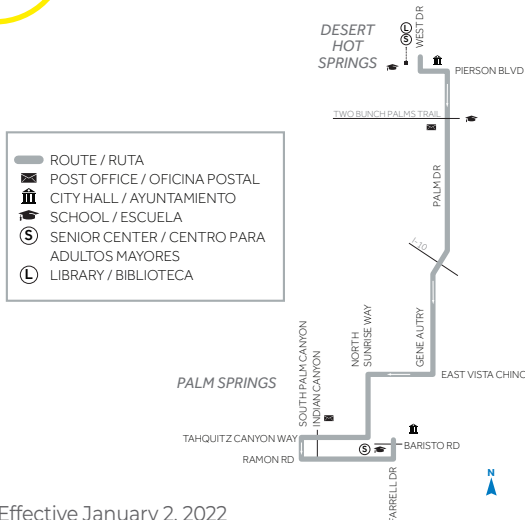 DESERT
HOT
SPRINGS
L
S
WEST DR
PIERSON BLVD
TWO BUNCH PALMS TRAIL
PALM DR
I-10
ROUTE / RUTA
POST OFFICE / OFICINA POSTAL
CITY HALL / AYUNTAMIENTO
SCHOOL / ESCUELA
S SENIOR CENTER / CENTRO PARA
ADULTOS MAYORES
L LIBRARY / BIBLIOTECA
GENE AUTRY
NORTH
SUNRISE WAY
EAST VISTA CHINO
SOUTH PALM CANYON
INDIAN CANYON
PALM SPRINGS
TAHQUITZ CANYON WAY
S
BARISTO RD
RAMON RD
FARRELL DR
N
Effective January 2, 2022